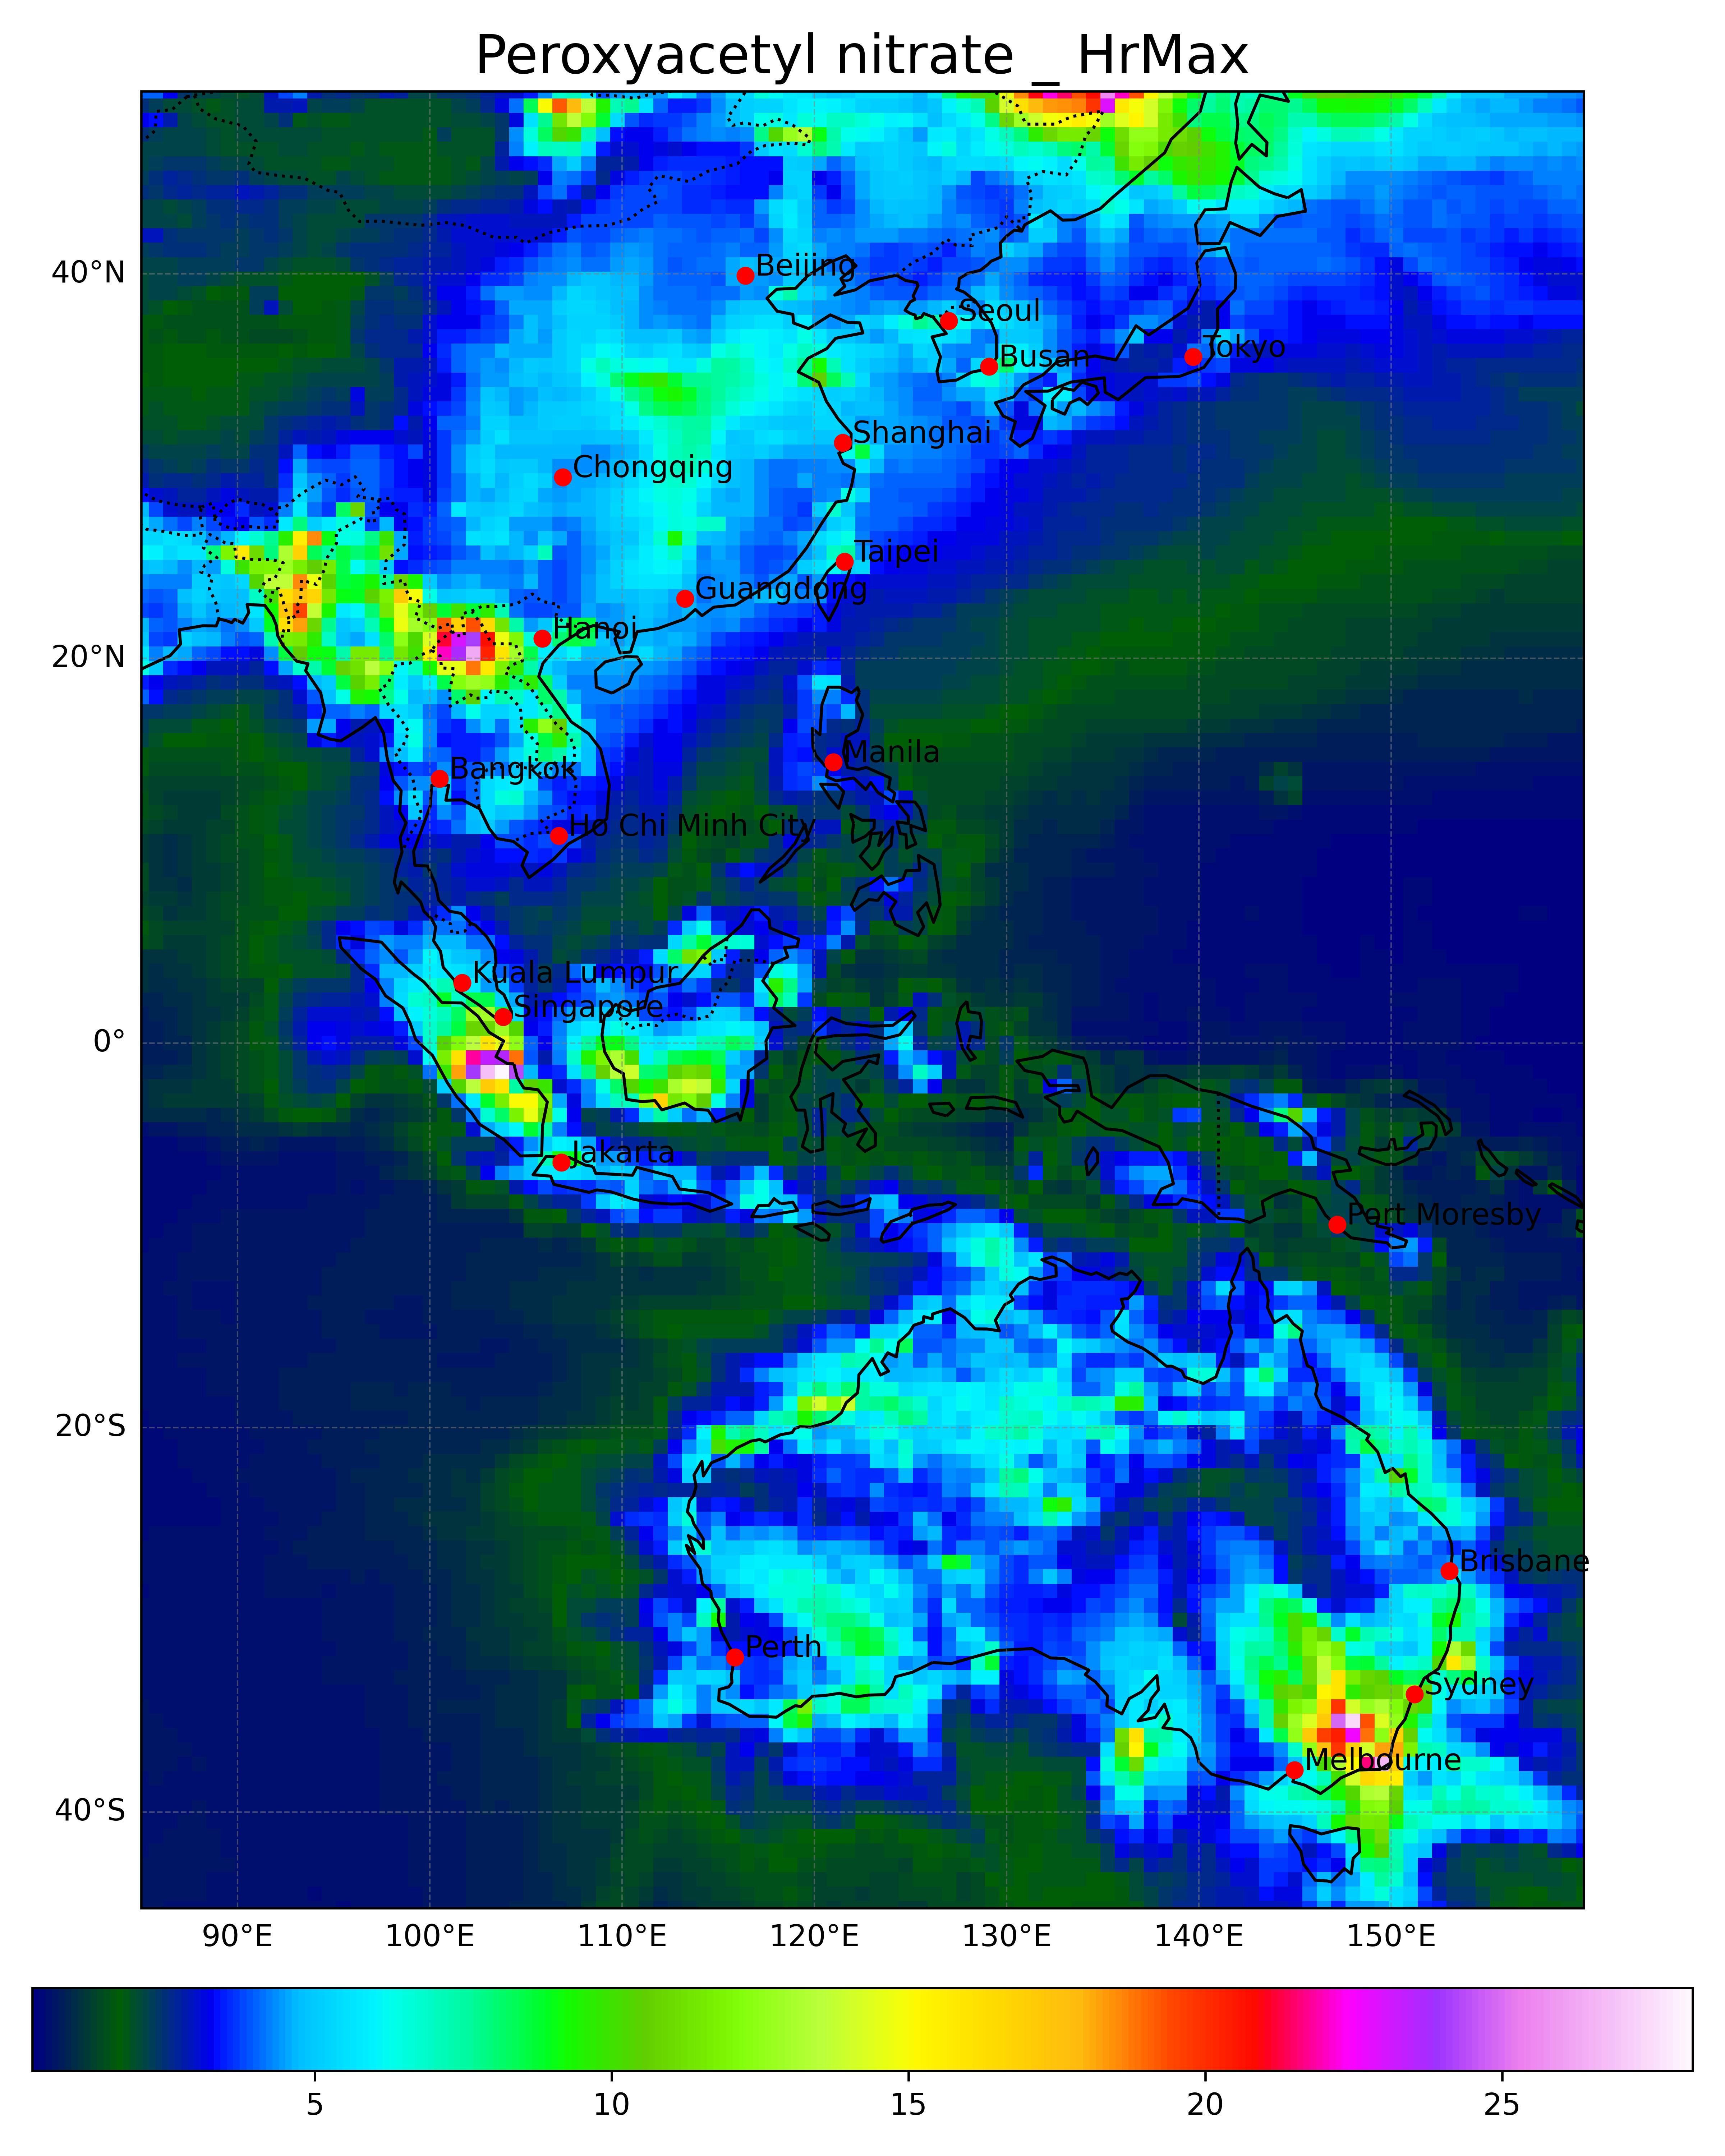 Peroxyacetyl nitrate _ HrMax
40°N
20°N
0°
20°S
40°S
Beijing
Seoul
Tokyo
Busan
Shanghai
Chongqing
Taipei
Guangdong
Hanoi
Manila
Bangkok
Ho Chi Minh City
Kuala Lumpur
Singapore
Jakarta
Port Moresby
Brisbane
Perth
Sydney
Melbourne
90°E 100°E 110°E 120°E 130°E 140°E 150°E
5 10 15 20 25